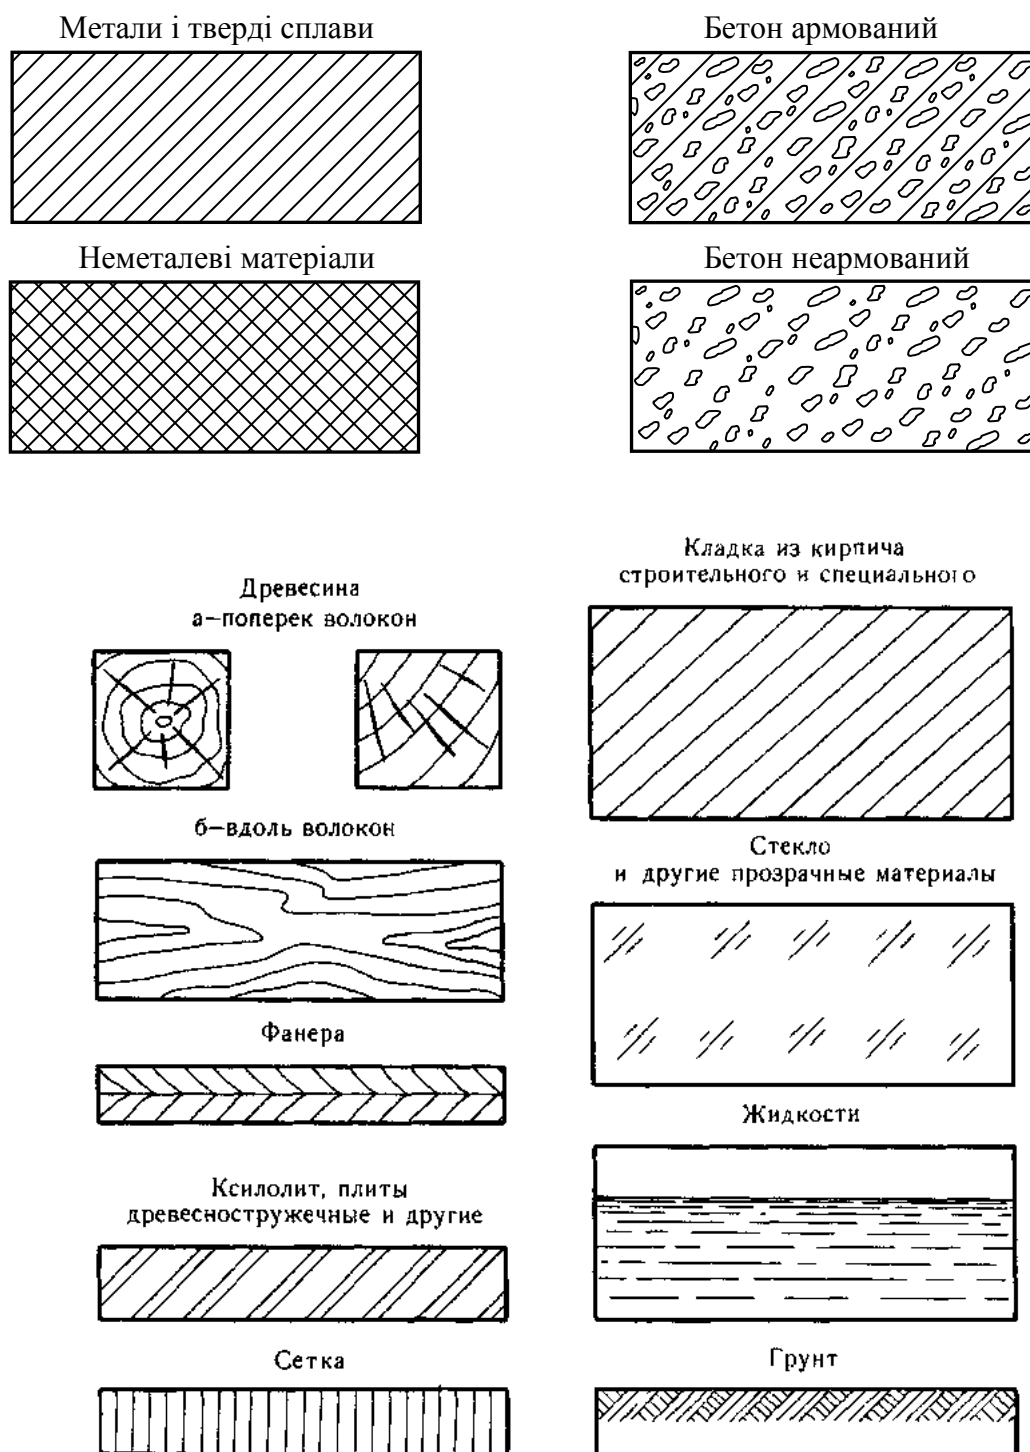 Метали і тверді сплави
Бетон армований
Неметалеві матеріали
Бетон неармований
Древесина
а–поперек волокон
б–вдоль волокон
Фанера
Ксилолит, плиты
древесностружечные и другие
Сетка
Кладка из кирпича
строительного и специального
Стекло
и другие прозрачные материалы
Жидкости
Грунт